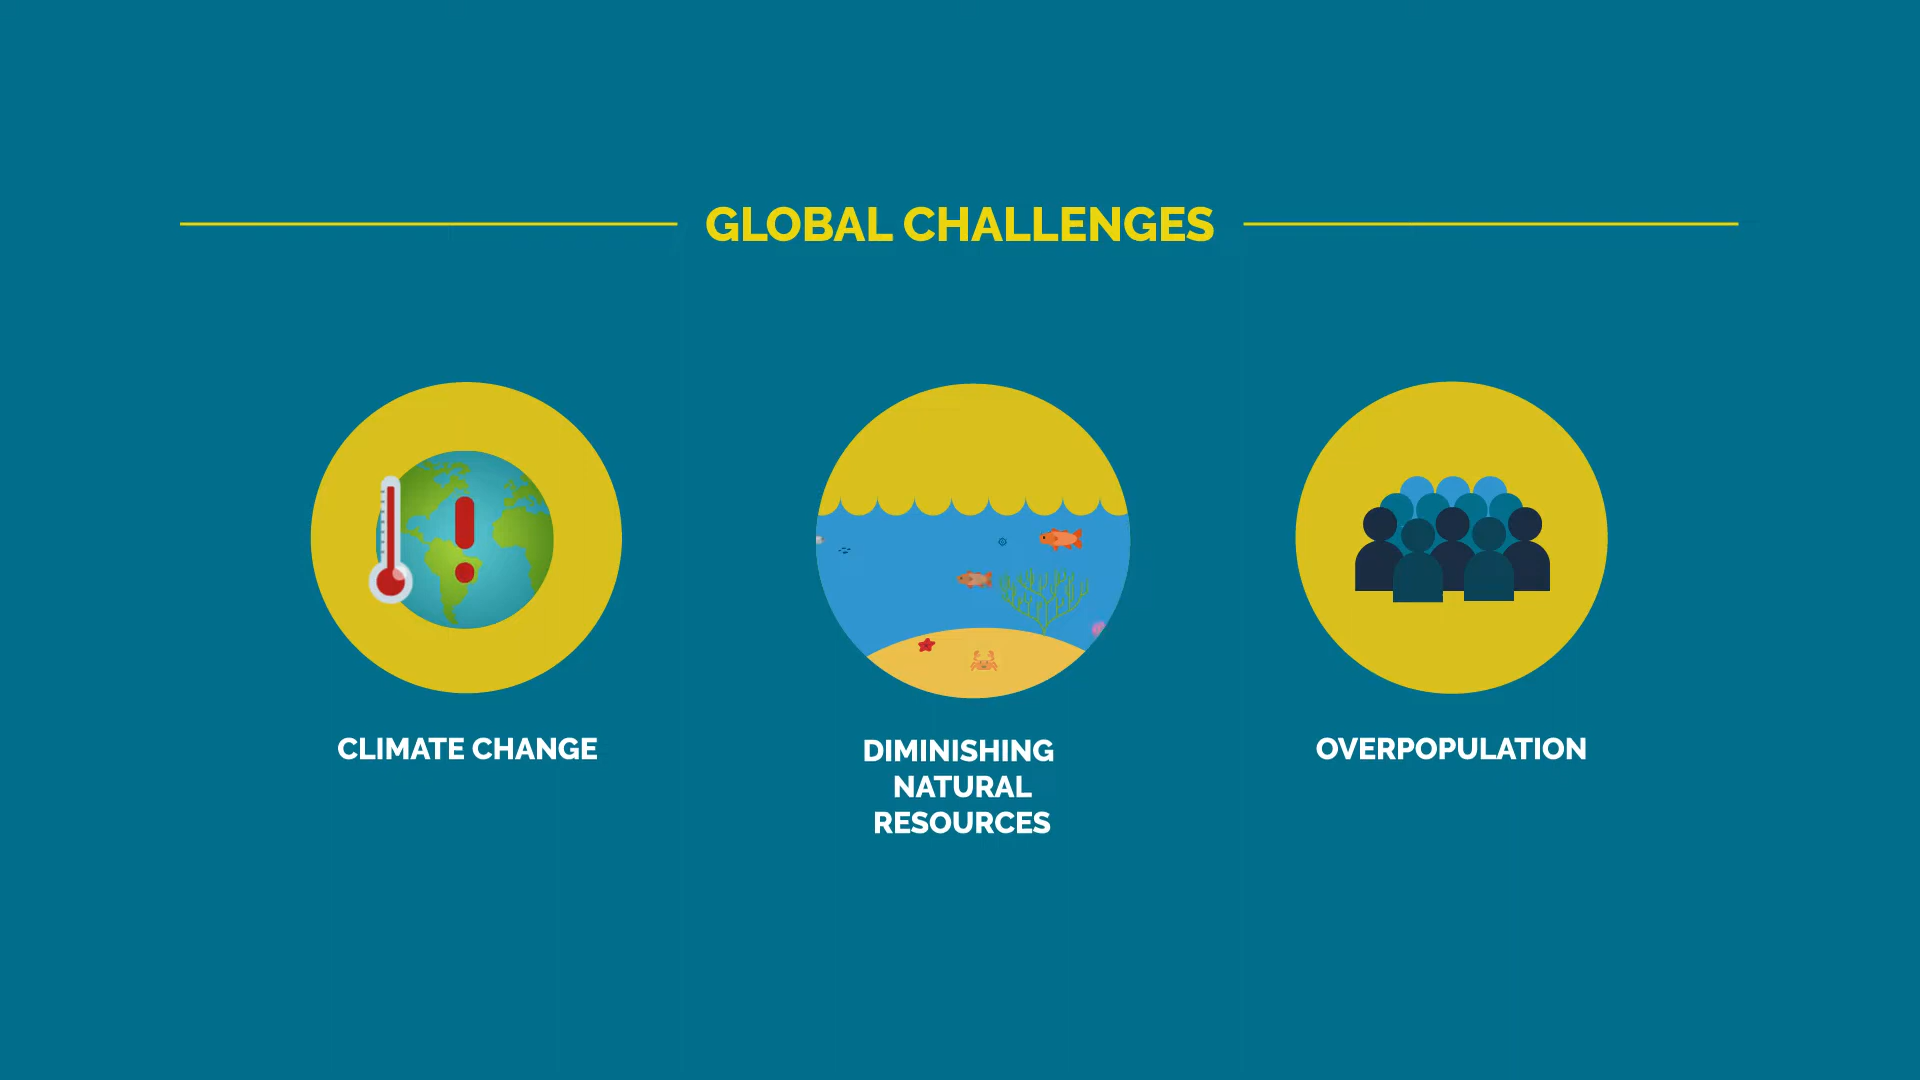 GLOBAL CHALLENGES
CLIMATE CHANGE
DIMINISHING
NATURAL
RESOURCES
OVERPOPULATION